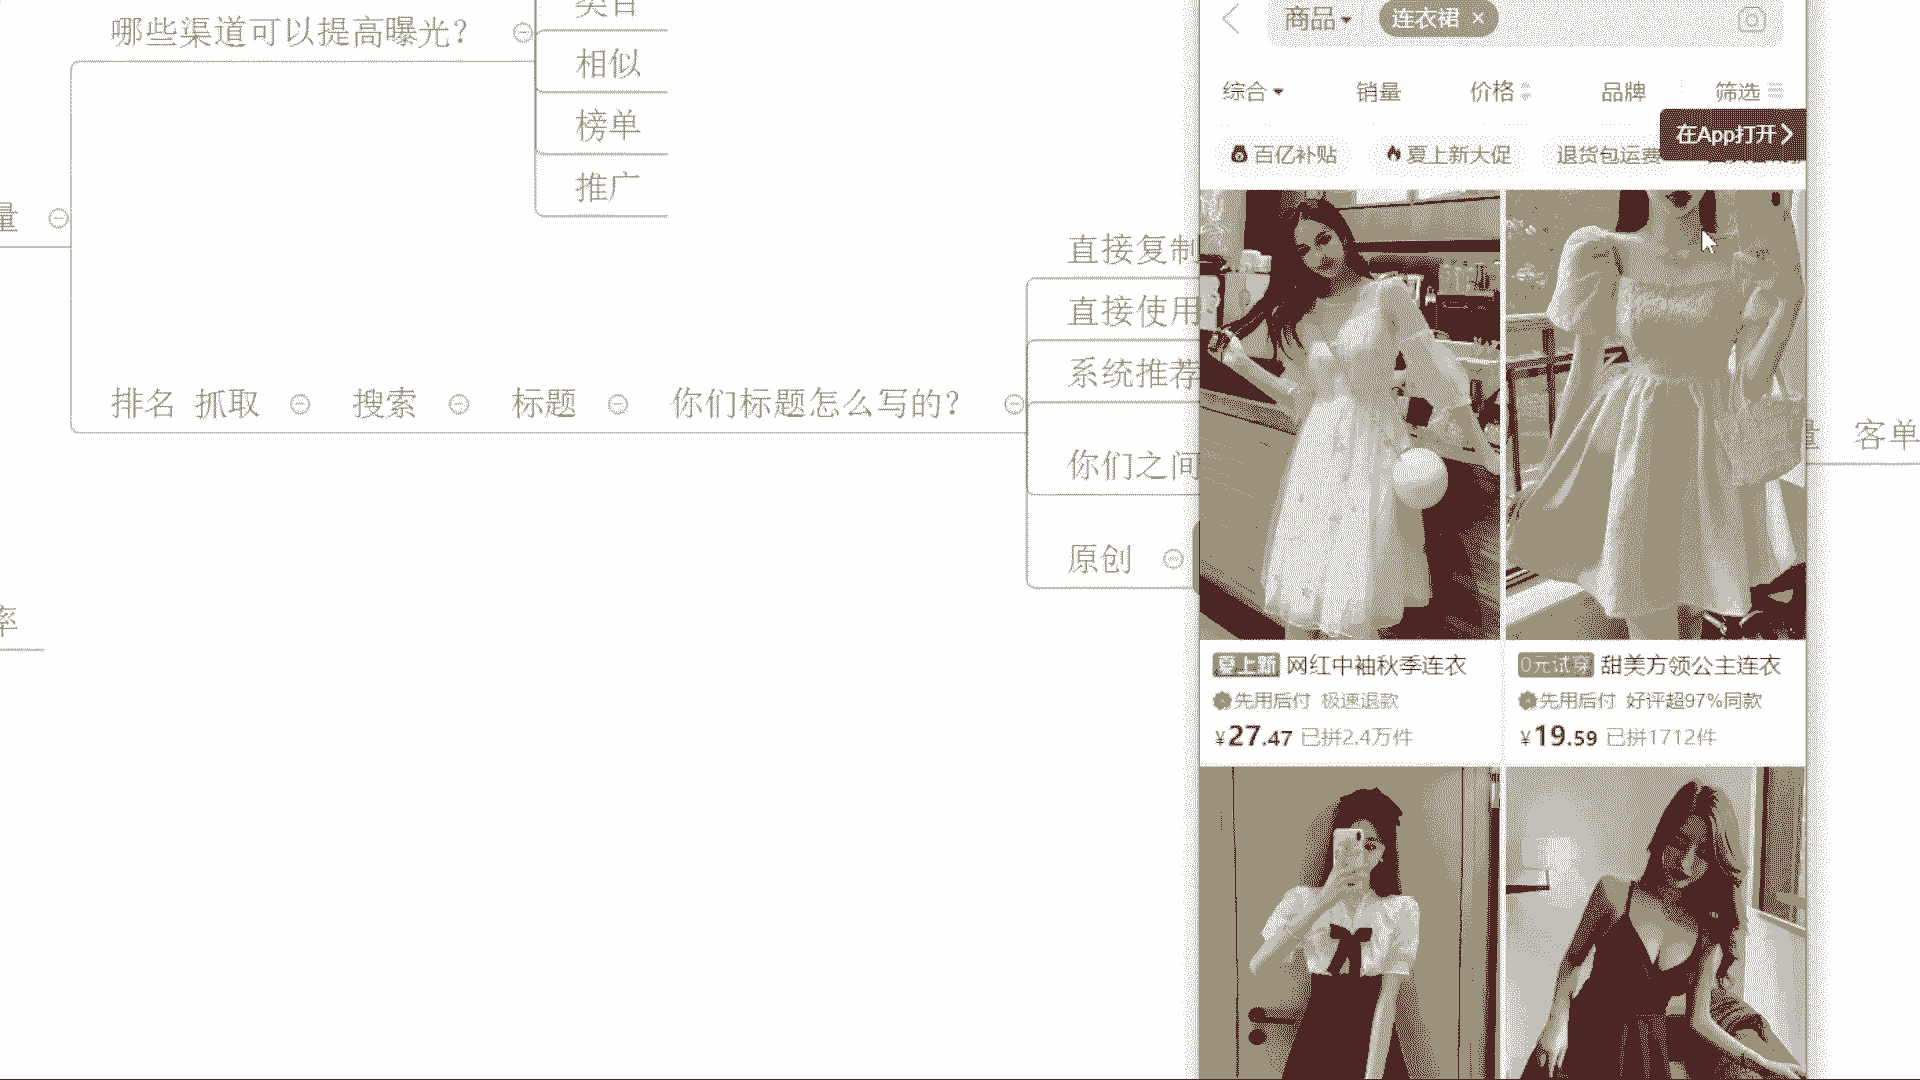 哪些渠道可以提高曝光？
相似
榜单
推广
量
排名 抓取
搜索
标题
你们标题怎么写的？
直接复制
直接使用
系统推荐
你们之间
原创
率
客单
商品
连衣裙 ×
综合
销量
价格
品牌
筛选
在App打开
百亿补贴
夏上新大促
退货包运费
夏上新 网红中袖秋季连衣
先用后付 极速退款
¥27.47 已拼2.4万件
0元试穿 甜美方领公主连衣
先用后付 好评超97%同款
¥19.59 已拼1712件